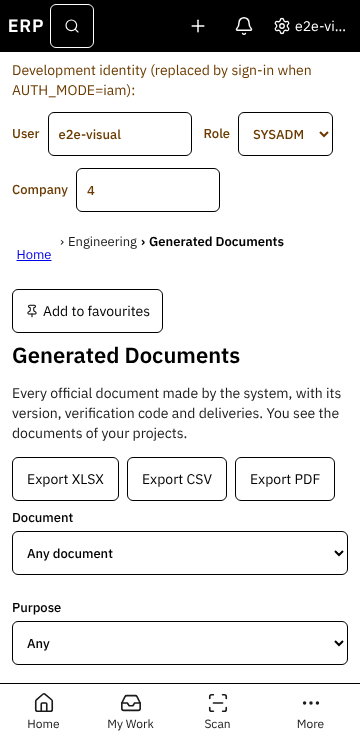 ERP e2e-vi...
Development identity (replaced by sign-in when
AUTH_MODE=iam):
User e2e-visual Role SYSADM
Company 4
Home › Engineering › Generated Documents
Add to favourites
Generated Documents
Every official document made by the system, with its
version, verification code and deliveries. You see the
documents of your projects.
Export XLSX Export CSV Export PDF
Document
Any document
Purpose
Any
Home My Work Scan More